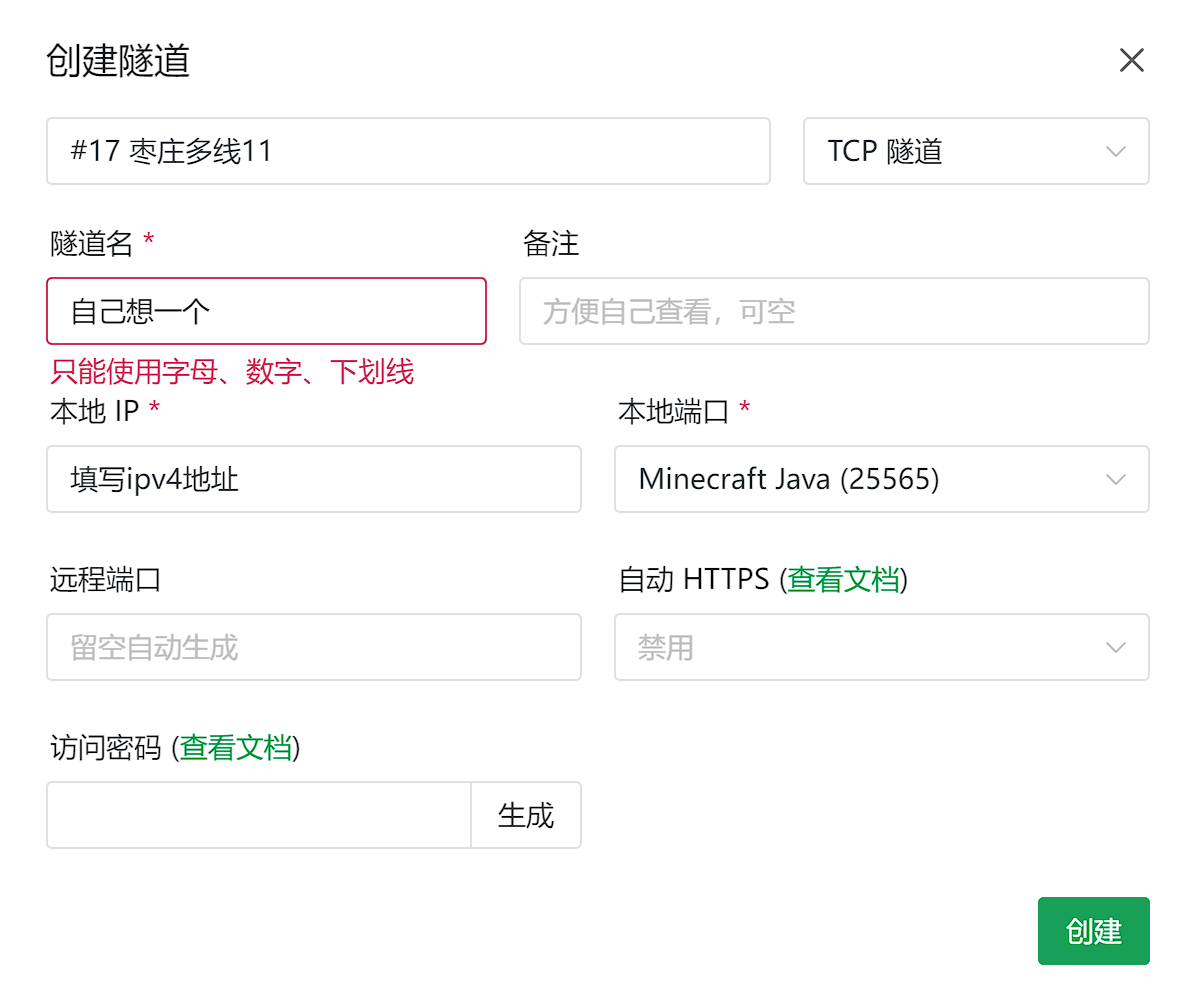 创建隧道
#17 枣庄多线11
TCP 隧道
隧道名 *
备注
自己想一个
方便自己查看，可空
只能使用字母、数字、下划线
本地 IP *
本地端口 *
填写ipv4地址
Minecraft Java (25565)
远程端口
自动 HTTPS (查看文档)
留空自动生成
禁用
访问密码 (查看文档)
生成
创建